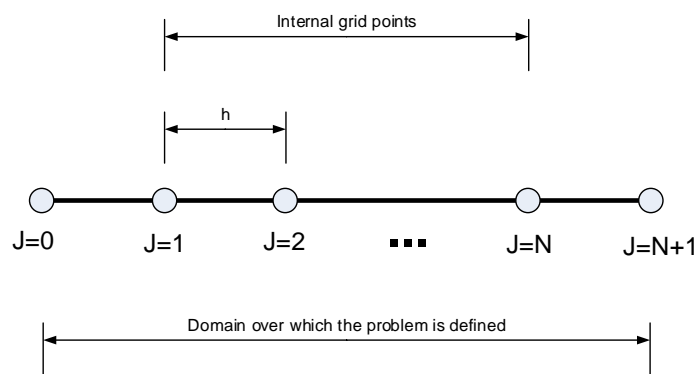 Internal grid points
h
J=0 J=1 J=2 ... J=N J=N+1
Domain over which the problem is defined